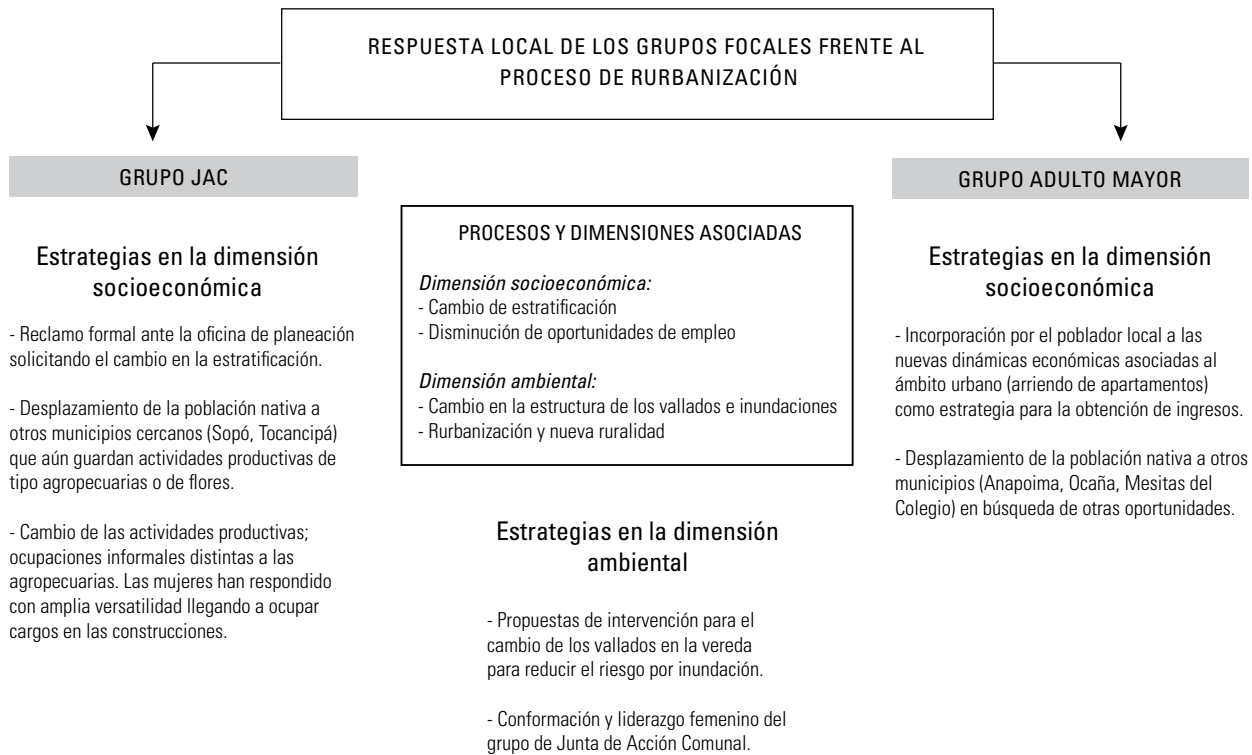 RESPUESTA LOCAL DE LOS GRUPOS FOCALES FRENTE AL
PROCESO DE RURBANIZACIÓN
GRUPO JAC
Estrategias en la dimensión
socioeconómica
- Reclamo formal ante la oficina de planeación
solicitando el cambio en la estratificación.
- Desplazamiento de la población nativa a
otros municipios cercanos (Sopó, Tocancipá)
que aún guardan actividades productivas de
tipo agropecuarias o de flores.
- Cambio de las actividades productivas;
ocupaciones informales distintas a las
agropecuarias. Las mujeres han respondido
con amplia versatilidad llegando a ocupar
cargos en las construcciones.
PROCESOS Y DIMENSIONES ASOCIADAS
Dimensión socioeconómica:
- Cambio de estratificación
- Disminución de oportunidades de empleo
Dimensión ambiental:
- Cambio en la estructura de los vallados e inundaciones
- Rurbanización y nueva ruralidad
Estrategias en la dimensión
ambiental
- Propuestas de intervención para el
cambio de los vallados en la vereda
para reducir el riesgo por inundación.
- Conformación y liderazgo femenino del
grupo de Junta de Acción Comunal.
GRUPO ADULTO MAYOR
Estrategias en la dimensión
socioeconómica
- Incorporación por el poblador local a las
nuevas dinámicas económicas asociadas al
ámbito urbano (arriendo de apartamentos)
como estrategia para la obtención de ingresos.
- Desplazamiento de la población nativa a otros
municipios (Anapoima, Ocaña, Mesitas del
Colegio) en búsqueda de otras oportunidades.